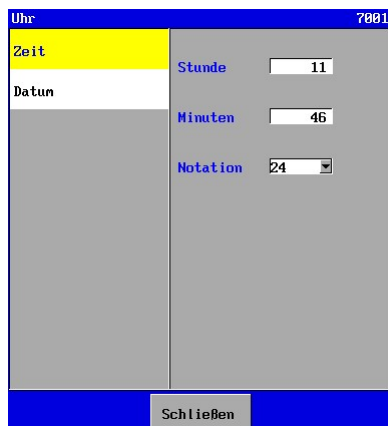 Uhr 7001
Zeit
Datum
Stunde 11
Minuten 46
Notation 24
Schließen